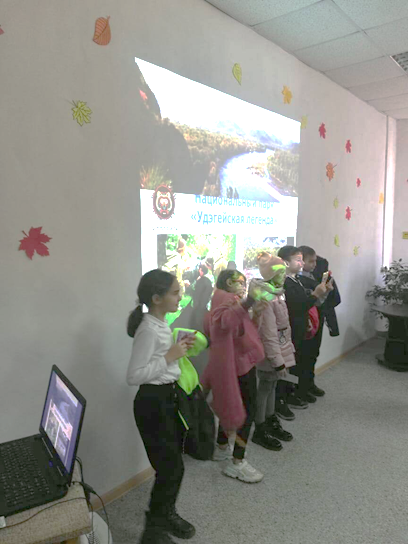 Национальный парк
«Удэгейская легенда»